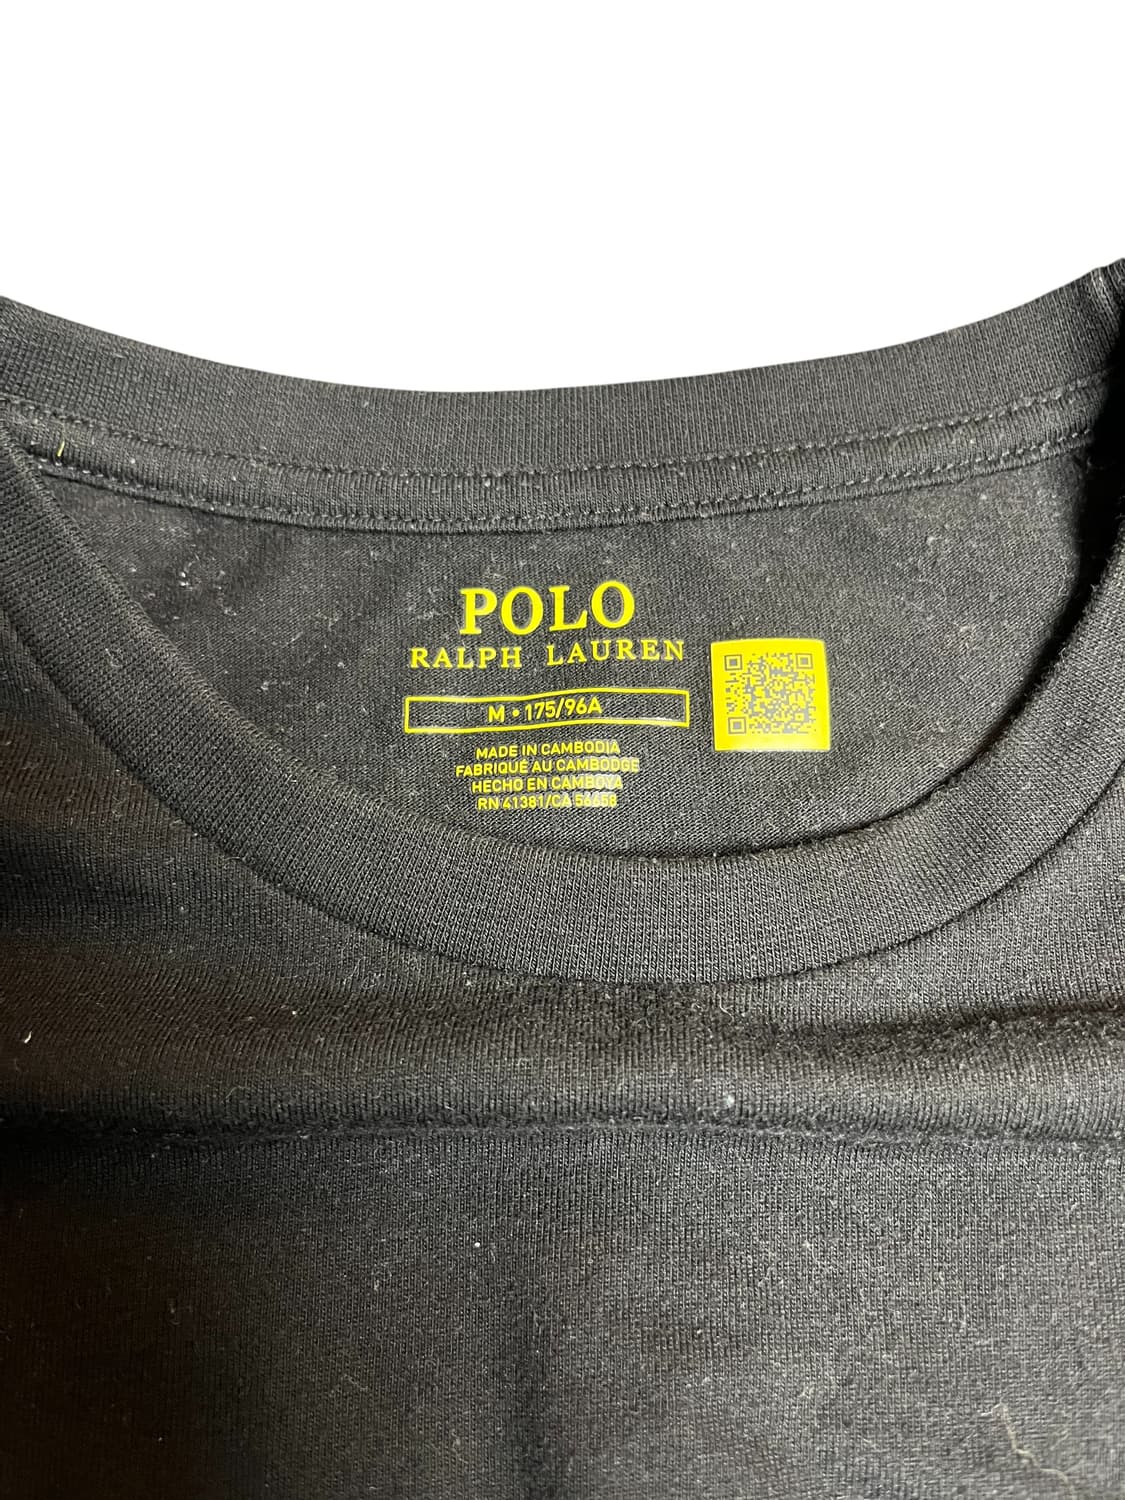 POLO
RALPH LAUREN
M • 175/96A
MADE IN CAMBODIA
FABRIQUÉ AU CAMBODGE
HECHO EN CAMBOYA
RN 41381/CA 56658